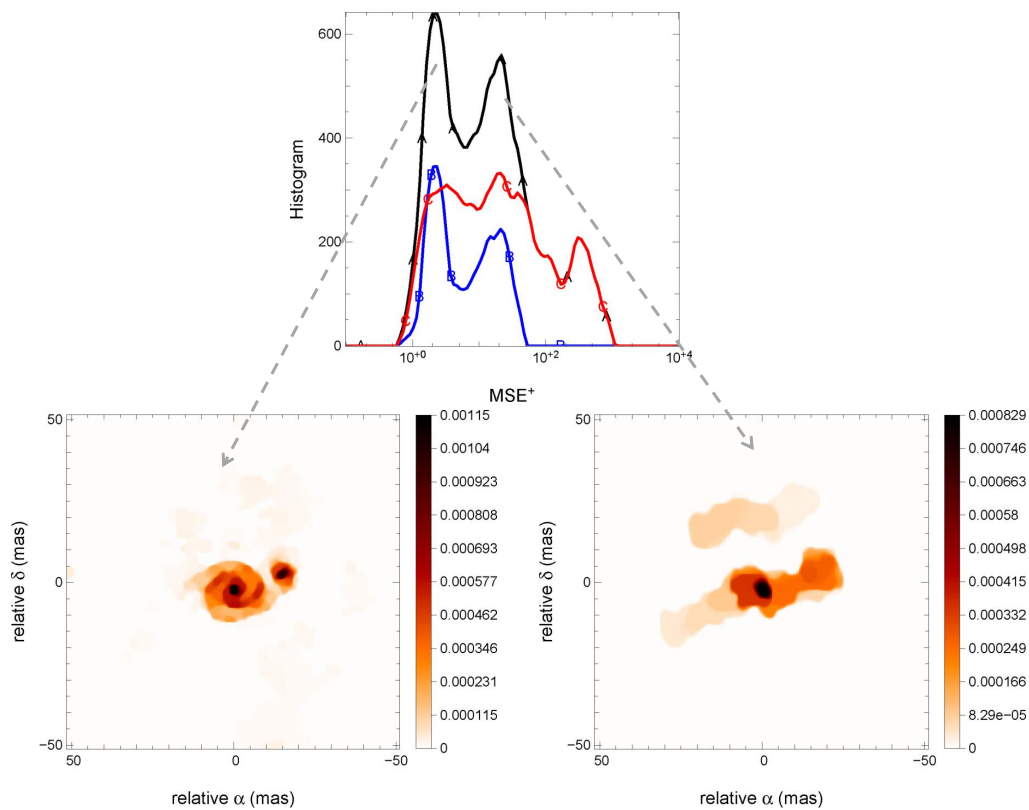 600
400
200
0
Histogram
A A A A A A A A A A
B B B B B B
C C C C C C
10⁺⁰ 10⁺² 10⁺⁴
MSE⁺
50
0
−50
relative δ (mas)
50 0 −50
relative α (mas)
0.00115
0.00104
0.000923
0.000808
0.000693
0.000577
0.000462
0.000346
0.000231
0.000115
0
50
0
−50
relative δ (mas)
50 0 −50
relative α (mas)
0.000829
0.000746
0.000663
0.00058
0.000498
0.000415
0.000332
0.000249
0.000166
8.29e−05
0